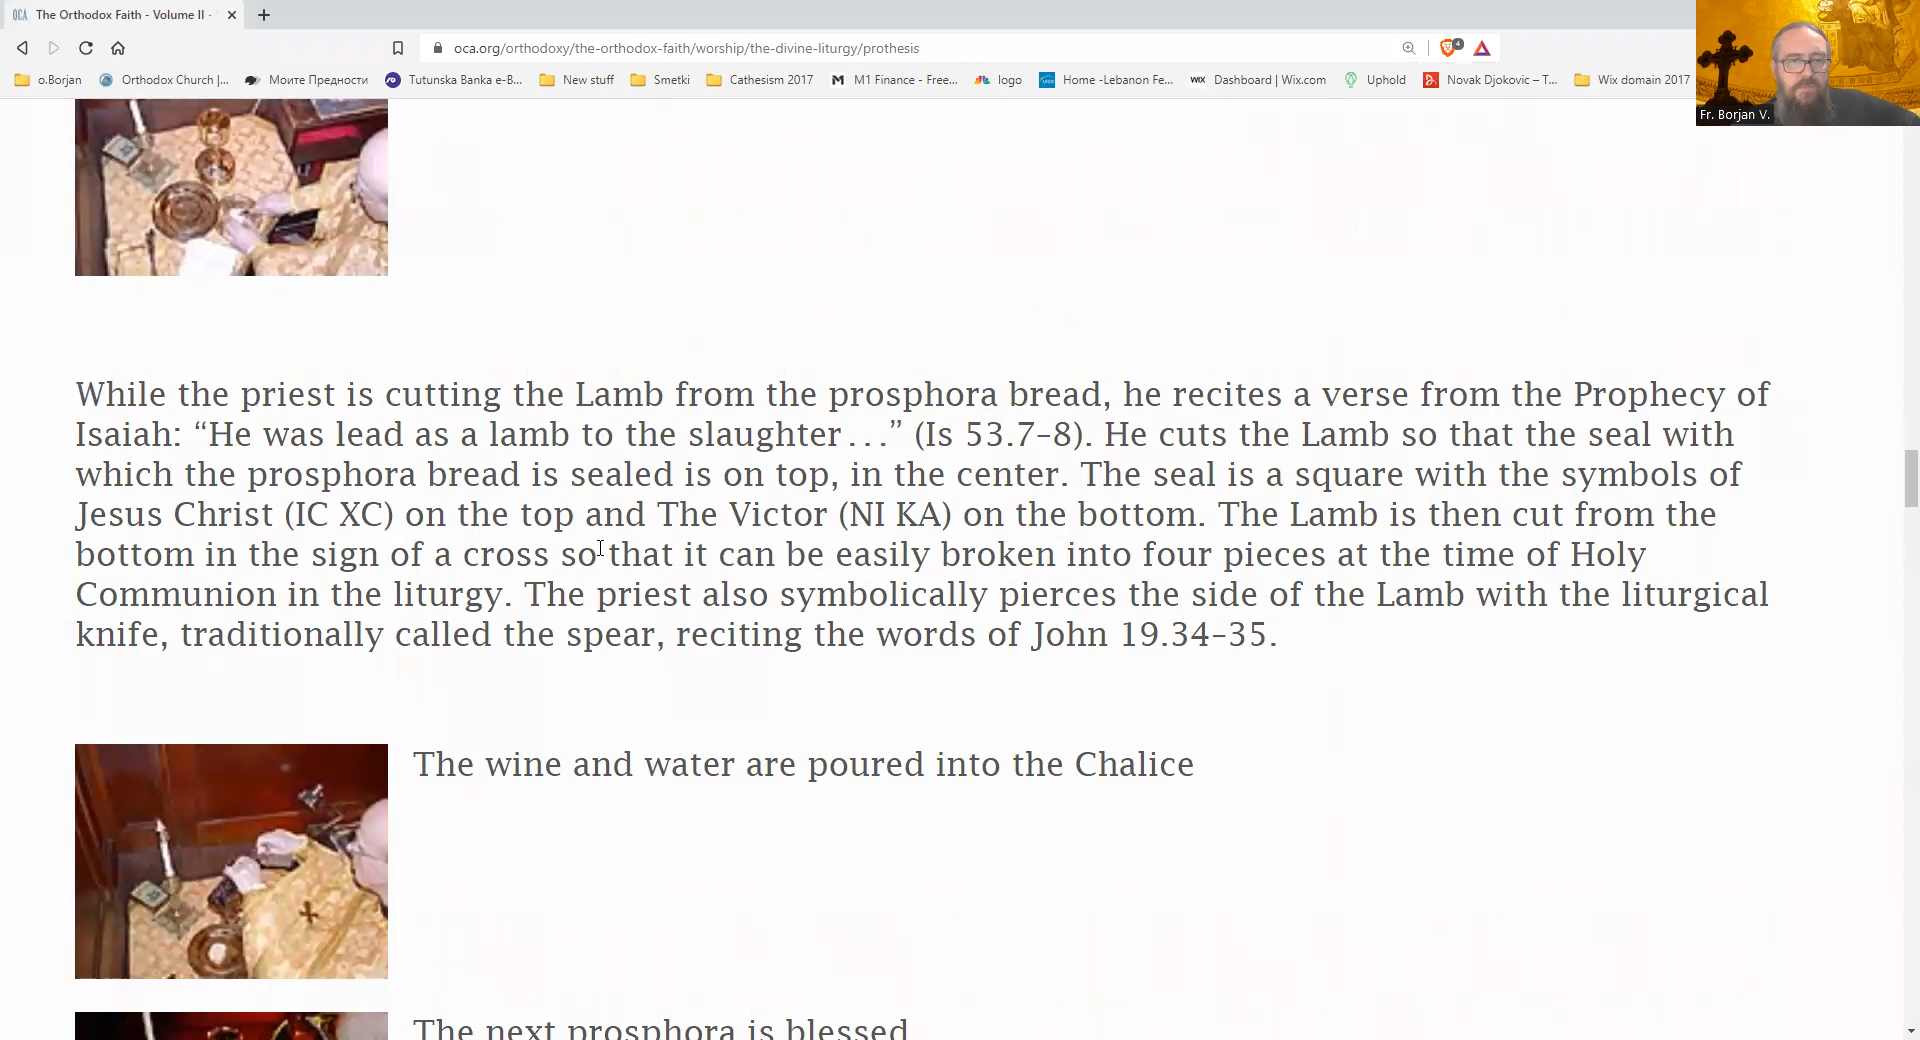 OCA The Orthodox Faith - Volume II -
oca.org/orthodoxy/the-orthodox-faith/worship/the-divine-liturgy/prothesis
4
o.Borjan Orthodox Church |... Моите Предности Tutunska Banka e-B... New stuff Smetki Cathesism 2017 M1 Finance - Free... logo Home -Lebanon Fe... WIX Dashboard | Wix.com Uphold Novak Djokovic – T... Wix domain 2017
Fr. Borjan V.
While the priest is cutting the Lamb from the prosphora bread, he recites a verse from the Prophecy of
Isaiah: “He was lead as a lamb to the slaughter . . .” (Is 53.7–8). He cuts the Lamb so that the seal with
which the prosphora bread is sealed is on top, in the center. The seal is a square with the symbols of
Jesus Christ (IC XC) on the top and The Victor (NI KA) on the bottom. The Lamb is then cut from the
bottom in the sign of a cross so that it can be easily broken into four pieces at the time of Holy
Communion in the liturgy. The priest also symbolically pierces the side of the Lamb with the liturgical
knife, traditionally called the spear, reciting the words of John 19.34–35.
The wine and water are poured into the Chalice
The next prosphora is blessed